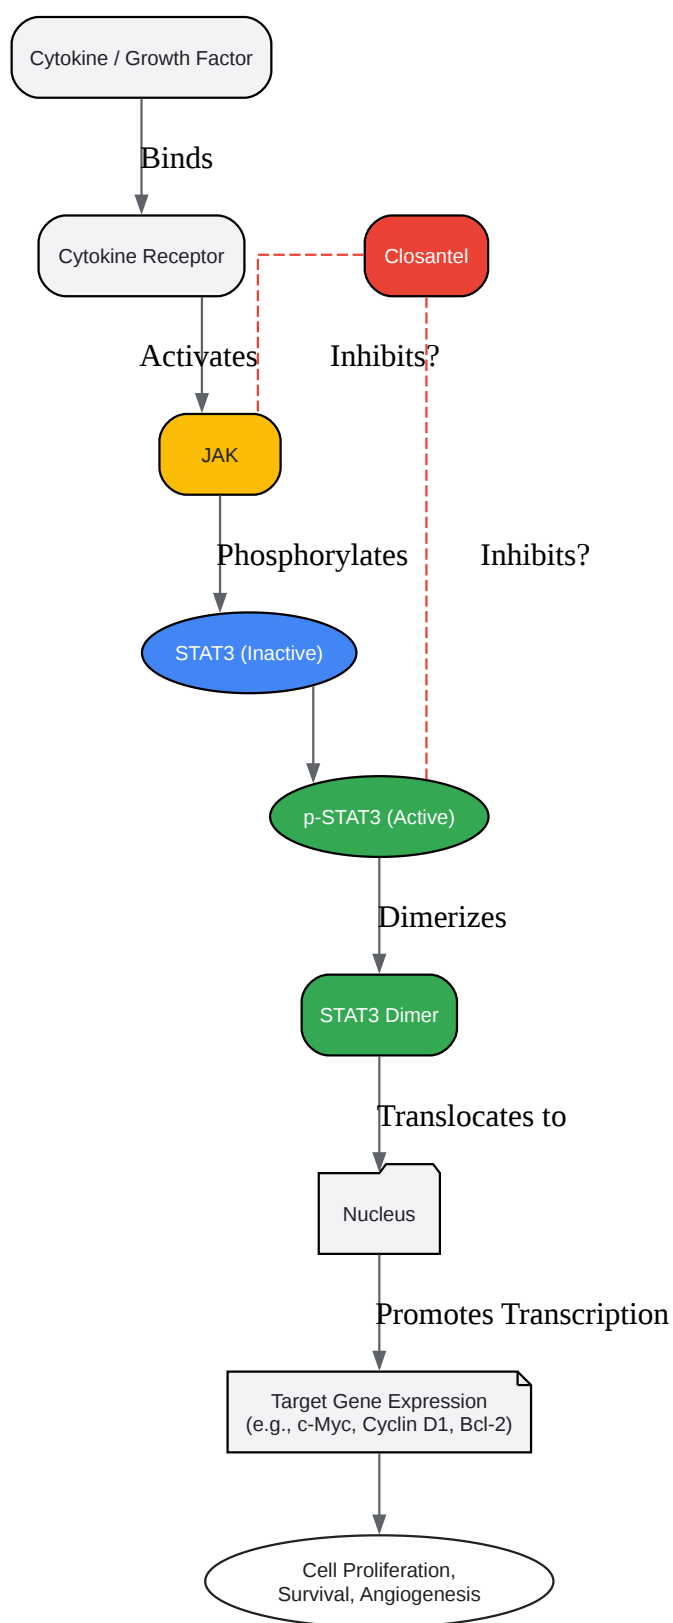 Cytokine / Growth Factor
Binds
Cytokine Receptor
Closantel
Activates
Inhibits?
JAK
Phosphorylates
Inhibits?
STAT3 (Inactive)
p-STAT3 (Active)
Dimerizes
STAT3 Dimer
Translocates to
Nucleus
Promotes Transcription
Target Gene Expression
(e.g., c-Myc, Cyclin D1, Bcl-2)
Cell Proliferation,
Survival, Angiogenesis